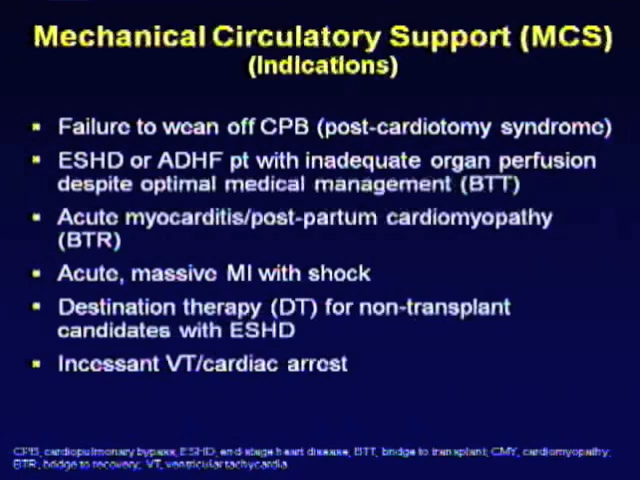 Mechanical Circulatory Support (MCS)
(Indications)
▪ Failure to wean off CPB (post-cardiotomy syndrome)
▪ ESHD or ADHF pt with inadequate organ perfusion
despite optimal medical management (BTT)
▪ Acute myocarditis/post-partum cardiomyopathy
(BTR)
▪ Acute, massive MI with shock
▪ Destination therapy (DT) for non-transplant
candidates with ESHD
▪ Incessant VT/cardiac arrest
CPB, cardiopulmonary bypass; ESHD, end-stage heart disease, BTT, bridge to transplant; CMY, cardiomyopathy;
BTR, bridge to recovery; VT, ventricular tachycardia